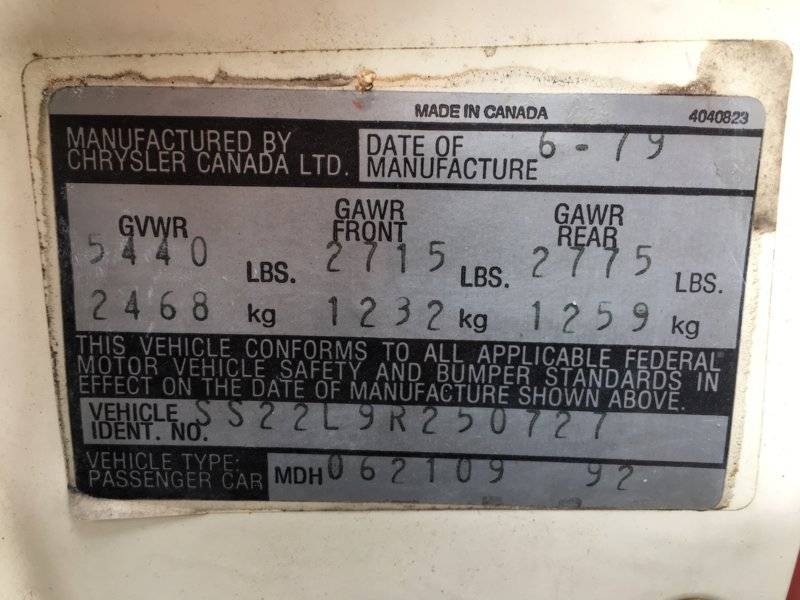 MADE IN CANADA 4040823
MANUFACTURED BY
CHRYSLER CANADA LTD.
DATE OF
MANUFACTURE 6-79
GVWR GAWR
FRONT GAWR
REAR
5440 LBS. 2715 LBS. 2775 LBS.
2468 kg 1232 kg 1259 kg
THIS VEHICLE CONFORMS TO ALL APPLICABLE FEDERAL
MOTOR VEHICLE SAFETY AND BUMPER STANDARDS IN
EFFECT ON THE DATE OF MANUFACTURE SHOWN ABOVE.
VEHICLE
IDENT. NO. SS22L9R250727
VEHICLE TYPE:
PASSENGER CAR
MDH 062109 92